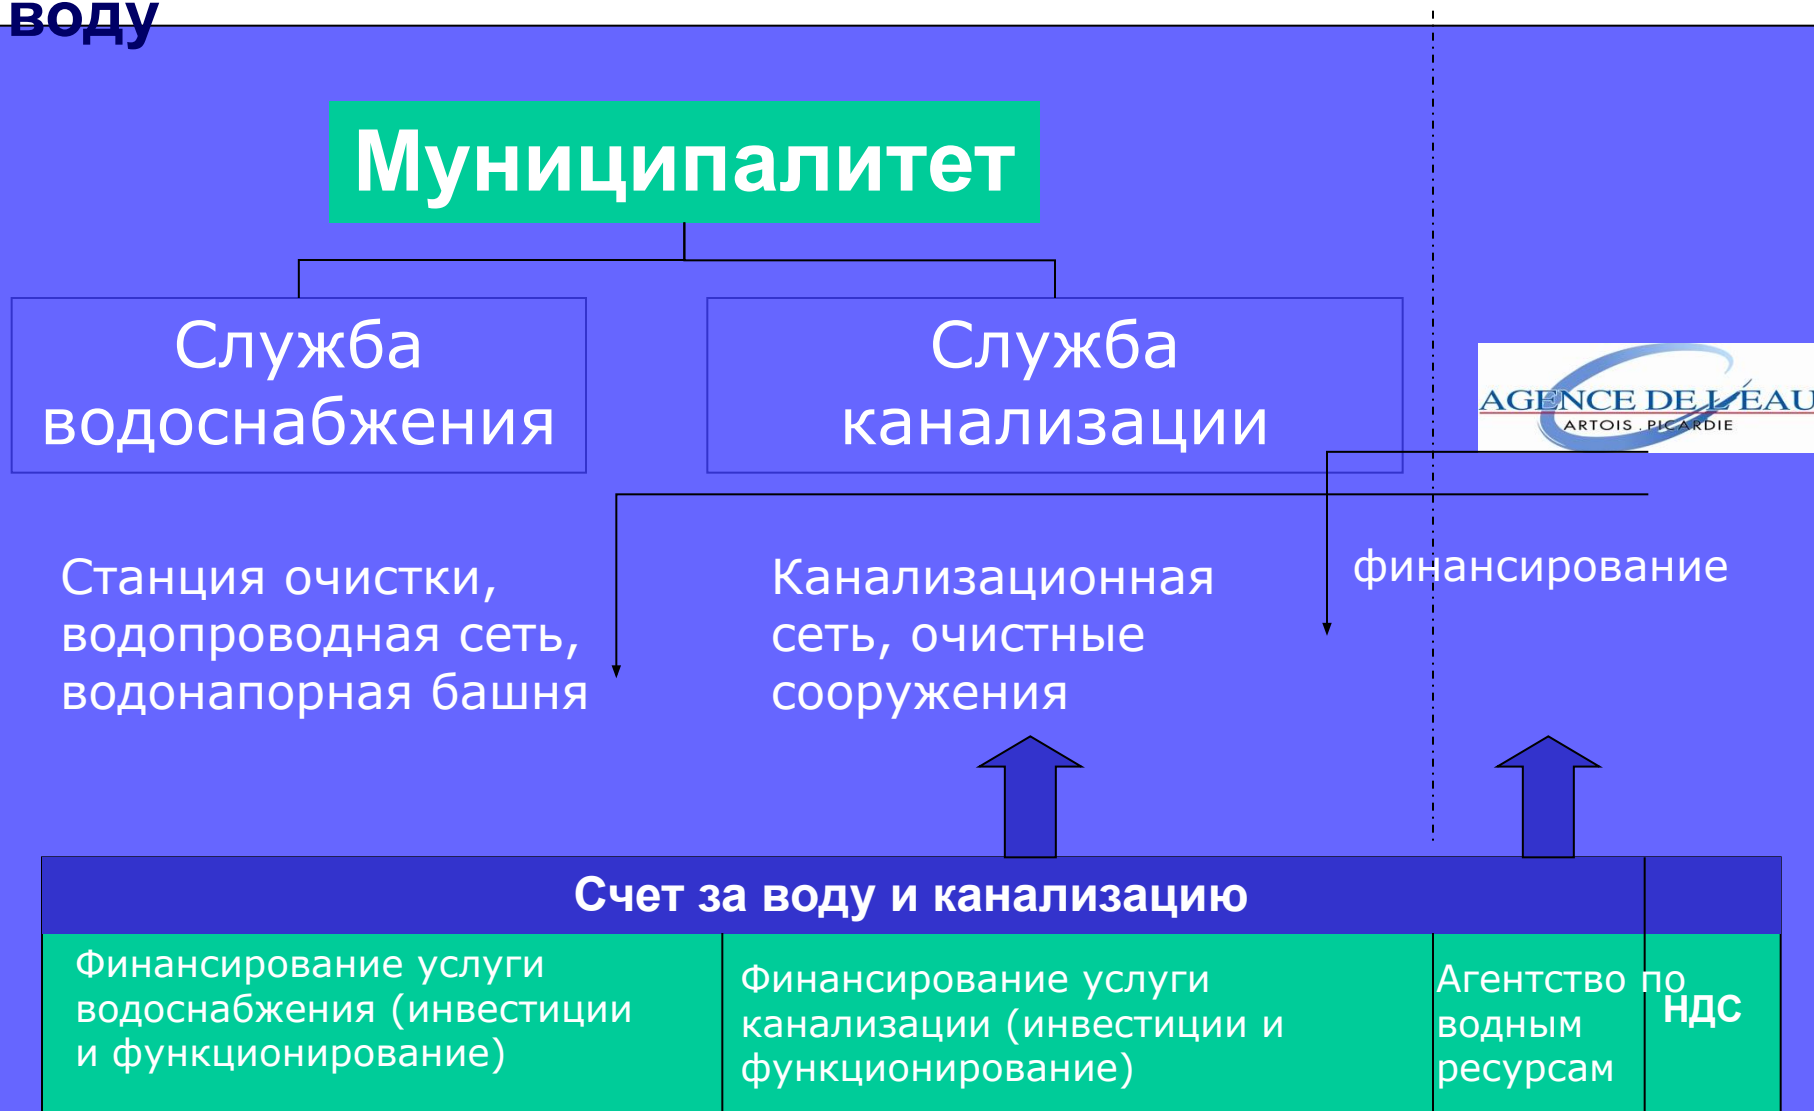 воду
Муниципалитет
Служба
водоснабжения
Служба
канализации
AGENCE DE L'ÉAU
ARTOIS . PICARDIE
Станция очистки,
водопроводная сеть,
водонапорная башня
Канализационная
сеть, очистные
сооружения
финансирование
Счет за воду и канализацию
Финансирование услуги
водоснабжения (инвестиции
и функционирование)
Финансирование услуги
канализации (инвестиции и
функционирование)
Агентство по
водным
ресурсам
НДС